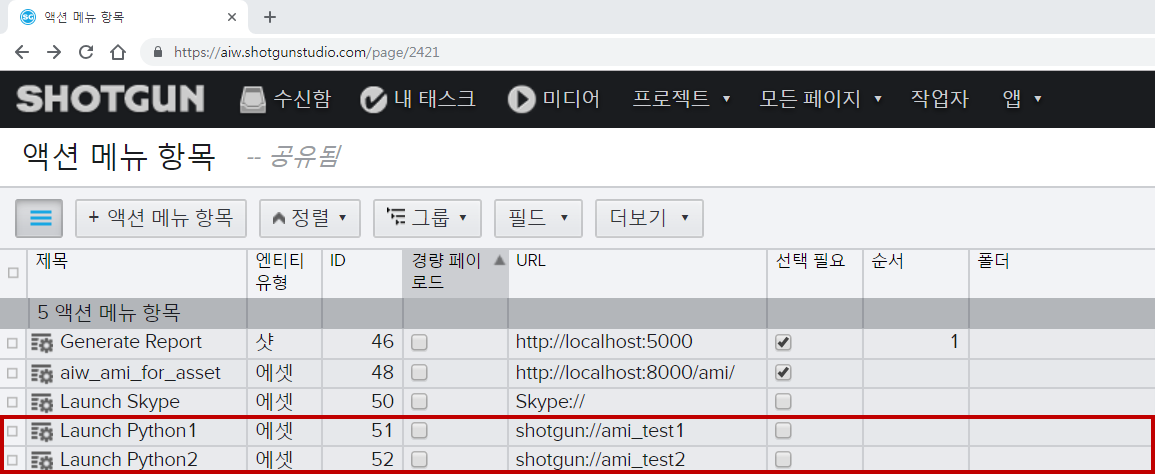 액션 메뉴 항목
https://aiw.shotgunstudio.com/page/2421
SHOTGUN 수신함 내 태스크 미디어 프로젝트 모든 페이지 작업자 앱
액션 메뉴 항목 -- 공유됨
+ 액션 메뉴 항목 정렬 그룹 필드 더보기
제목 엔티티 유형 ID 경량 페이로드 URL 선택 필요 순서 폴더
5 액션 메뉴 항목
Generate Report 샷 46 http://localhost:5000 1
aiw_ami_for_asset 에셋 48 http://localhost:8000/ami/
Launch Skype 에셋 50 Skype://
Launch Python1 에셋 51 shotgun://ami_test1
Launch Python2 에셋 52 shotgun://ami_test2